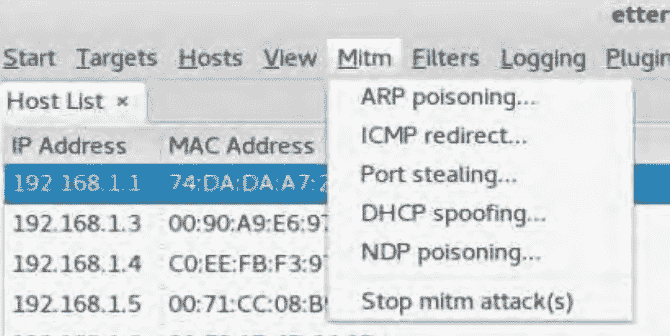 etter
Start Targets Hosts View Mitm Filters Logging Plugin
Host List ×
IP Address MAC Address
192.168.1.1 74:DA:DA:A7:2
192.168.1.3 00:90:A9:E6:97
192.168.1.4 C0:EE:FB:F3:97
192.168.1.5 00:71:CC:08:B
ARP poisoning...
ICMP redirect...
Port stealing...
DHCP spoofing...
NDP poisoning...
Stop mitm attack(s)